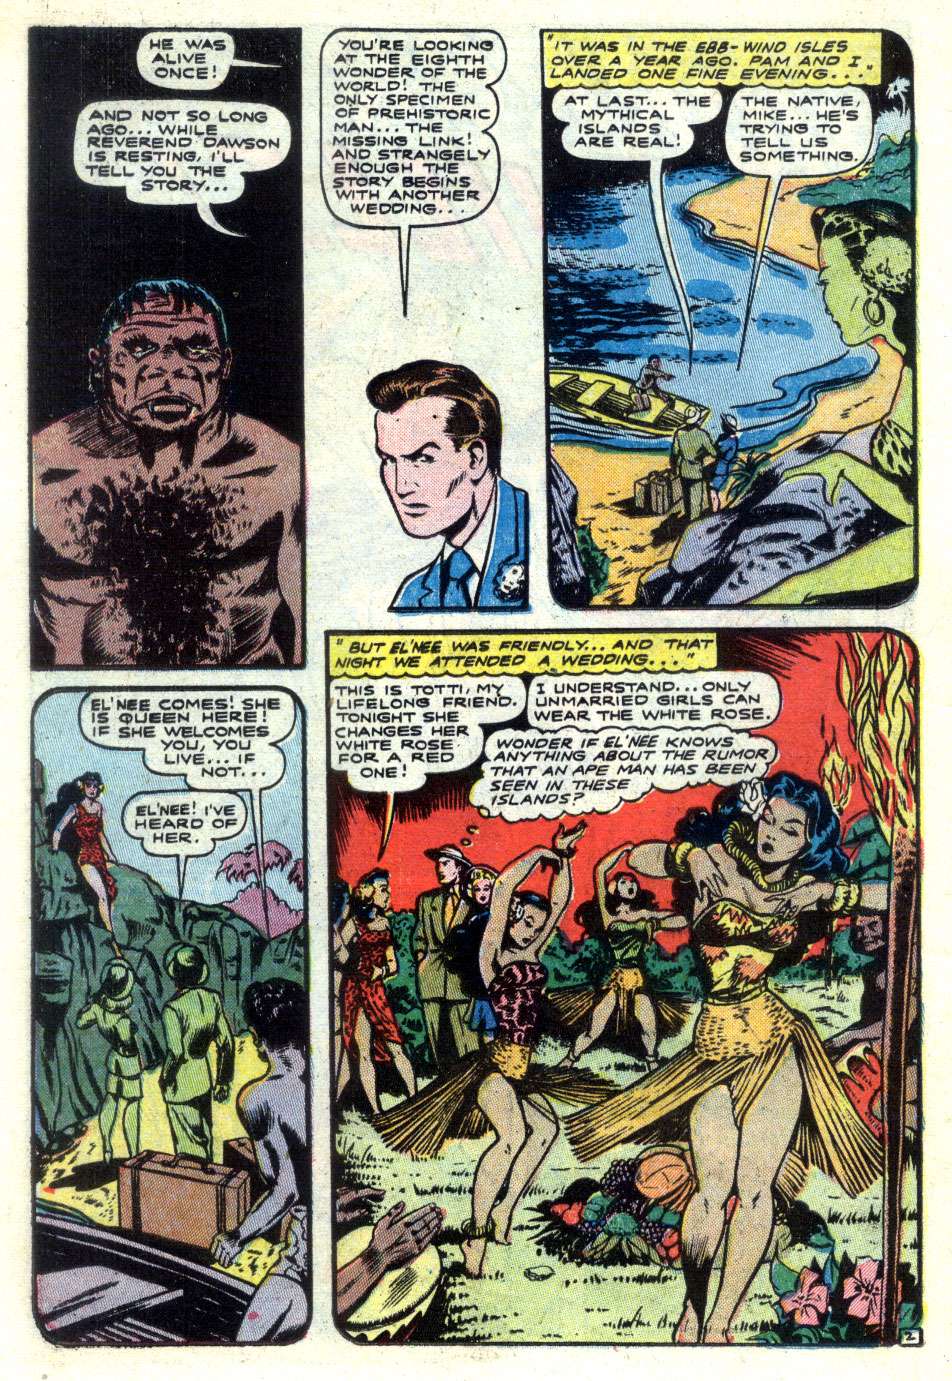 HE WAS
ALIVE
ONCE!
AND NOT SO LONG
AGO... WHILE
REVEREND DAWSON
IS RESTING, I'LL
TELL YOU THE
STORY...
YOU'RE LOOKING
AT THE EIGHTH
WONDER OF THE
WORLD! THE
ONLY SPECIMEN
OF PREHISTORIC
MAN... THE
MISSING LINK!
AND STRANGELY
ENOUGH THE
STORY BEGINS
WITH ANOTHER
WEDDING...
"IT WAS IN THE EBB-WIND ISLES
OVER A YEAR AGO. PAM AND I
LANDED ONE FINE EVENING..."
AT LAST... THE
MYTHICAL
ISLANDS
ARE REAL!
THE NATIVE,
MIKE... HE'S
TRYING TO
TELL US
SOMETHING.
EL'NEE COMES! SHE
IS QUEEN HERE!
IF SHE WELCOMES
YOU, YOU
LIVE... IF
NOT...
EL'NEE! I'VE
HEARD OF
HER.
"BUT EL'NEE WAS FRIENDLY... AND THAT
NIGHT WE ATTENDED A WEDDING..."
THIS IS TOTTI, MY
LIFELONG FRIEND.
TONIGHT SHE
CHANGES HER
WHITE ROSE
FOR A RED
ONE!
I UNDERSTAND... ONLY
UNMARRIED GIRLS CAN
WEAR THE WHITE ROSE.
WONDER IF EL'NEE KNOWS
ANYTHING ABOUT THE RUMOR
THAT AN APE MAN HAS BEEN
SEEN IN THESE
ISLANDS?
2